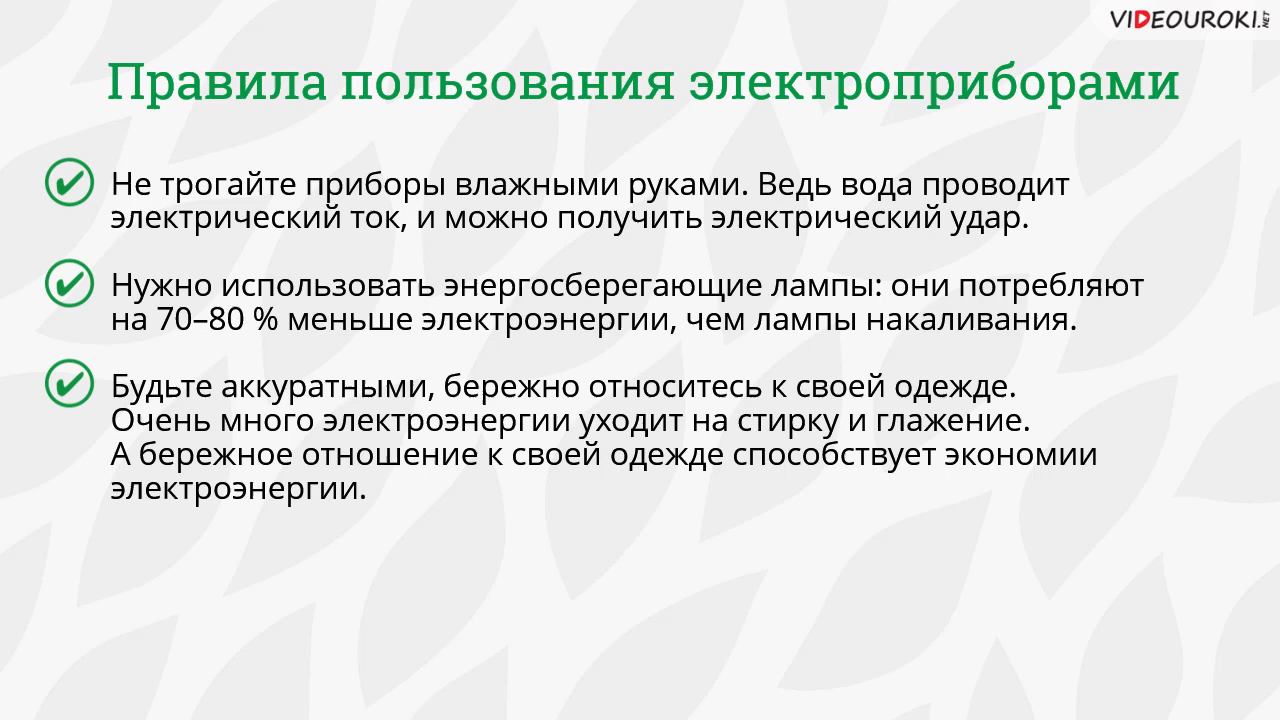 VIDEOUROKI.NET
Правила пользования электроприборами
Не трогайте приборы влажными руками. Ведь вода проводит
электрический ток, и можно получить электрический удар.
Нужно использовать энергосберегающие лампы: они потребляют
на 70–80 % меньше электроэнергии, чем лампы накаливания.
Будьте аккуратными, бережно относитесь к своей одежде.
Очень много электроэнергии уходит на стирку и глажение.
А бережное отношение к своей одежде способствует экономии
электроэнергии.